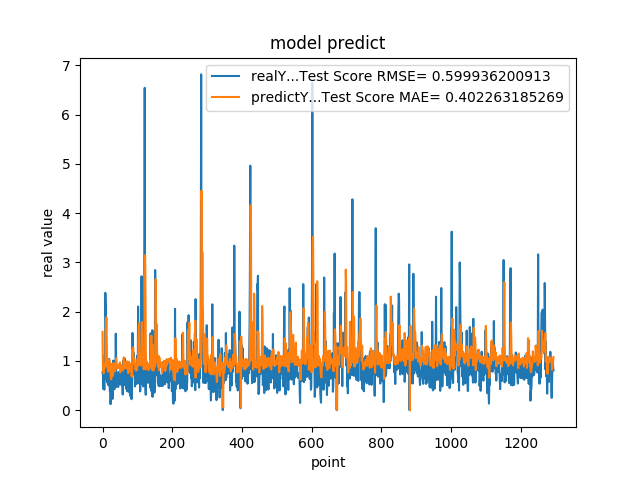 model predict
realY...Test Score RMSE= 0.599936200913
predictY...Test Score MAE= 0.402263185269
7
6
5
4
3
2
1
0
real value
0 200 400 600 800 1000 1200
point